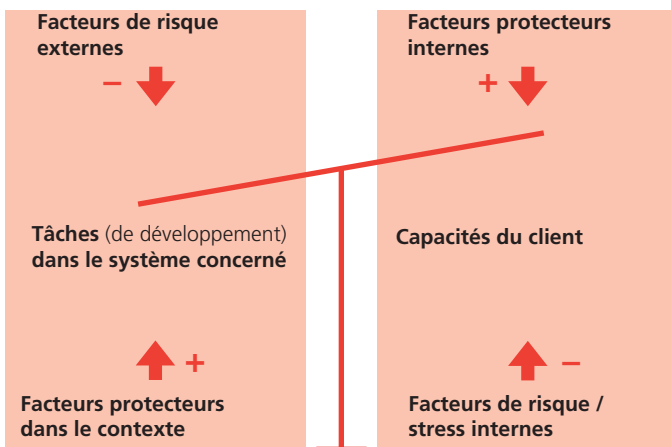 Facteurs de risque
externes
–
Facteurs protecteurs
internes
+
Tâches (de développement)
dans le système concerné
Capacités du client
+
Facteurs protecteurs
dans le contexte
–
Facteurs de risque /
stress internes